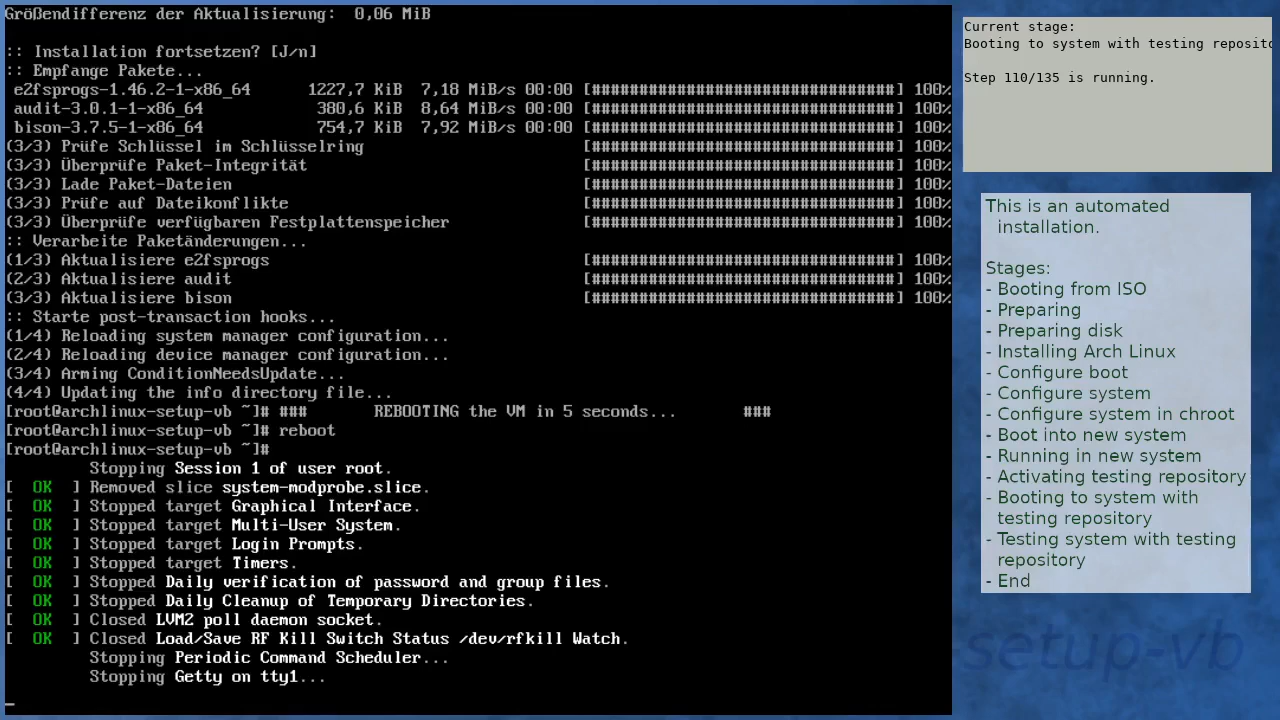 Größendifferenz der Aktualisierung:  0,06 MiB
:: Installation fortsetzen? [J/n]
:: Empfange Pakete...
e2fsprogs-1.46.2-1-x86_64      1227,7 KiB  7,18 MiB/s 00:00 [################################] 100%
audit-3.0.1-1-x86_64            380,6 KiB  8,64 MiB/s 00:00 [################################] 100%
bison-3.7.5-1-x86_64            754,7 KiB  7,92 MiB/s 00:00 [################################] 100%
(3/3) Prüfe Schlüssel im Schlüsselring                       [################################] 100%
(3/3) Überprüfe Paket-Integrität                             [################################] 100%
(3/3) Lade Paket-Dateien                                     [################################] 100%
(3/3) Prüfe auf Dateikonflikte                               [################################] 100%
(3/3) Überprüfe verfügbaren Festplattenspeicher              [################################] 100%
:: Verarbeite Paketänderungen...
(1/3) Aktualisiere e2fsprogs                                 [################################] 100%
(2/3) Aktualisiere audit                                     [################################] 100%
(3/3) Aktualisiere bison                                     [################################] 100%
:: Starte post-transaction hooks...
(1/4) Reloading system manager configuration...
(2/4) Reloading device manager configuration...
(3/4) Arming ConditionNeedsUpdate...
(4/4) Updating the info directory file...
[root@archlinux-setup-vb ~]# ###       REBOOTING the VM in 5 seconds...       ###
[root@archlinux-setup-vb ~]# reboot
[root@archlinux-setup-vb ~]#
Stopping Session 1 of user root.
[  OK  ] Removed slice system-modprobe.slice.
[  OK  ] Stopped target Graphical Interface.
[  OK  ] Stopped target Multi-User System.
[  OK  ] Stopped target Login Prompts.
[  OK  ] Stopped target Timers.
[  OK  ] Stopped Daily verification of password and group files.
[  OK  ] Stopped Daily Cleanup of Temporary Directories.
[  OK  ] Closed LVM2 poll daemon socket.
[  OK  ] Closed Load/Save RF Kill Switch Status /dev/rfkill Watch.
Stopping Periodic Command Scheduler...
Stopping Getty on tty1...
_
Current stage:
Booting to system with testing reposito
Step 110/135 is running.
This is an automated
installation.
Stages:
- Booting from ISO
- Preparing
- Preparing disk
- Installing Arch Linux
- Configure boot
- Configure system
- Configure system in chroot
- Boot into new system
- Running in new system
- Activating testing repository
- Booting to system with
testing repository
- Testing system with testing
repository
- End
-setup-vb